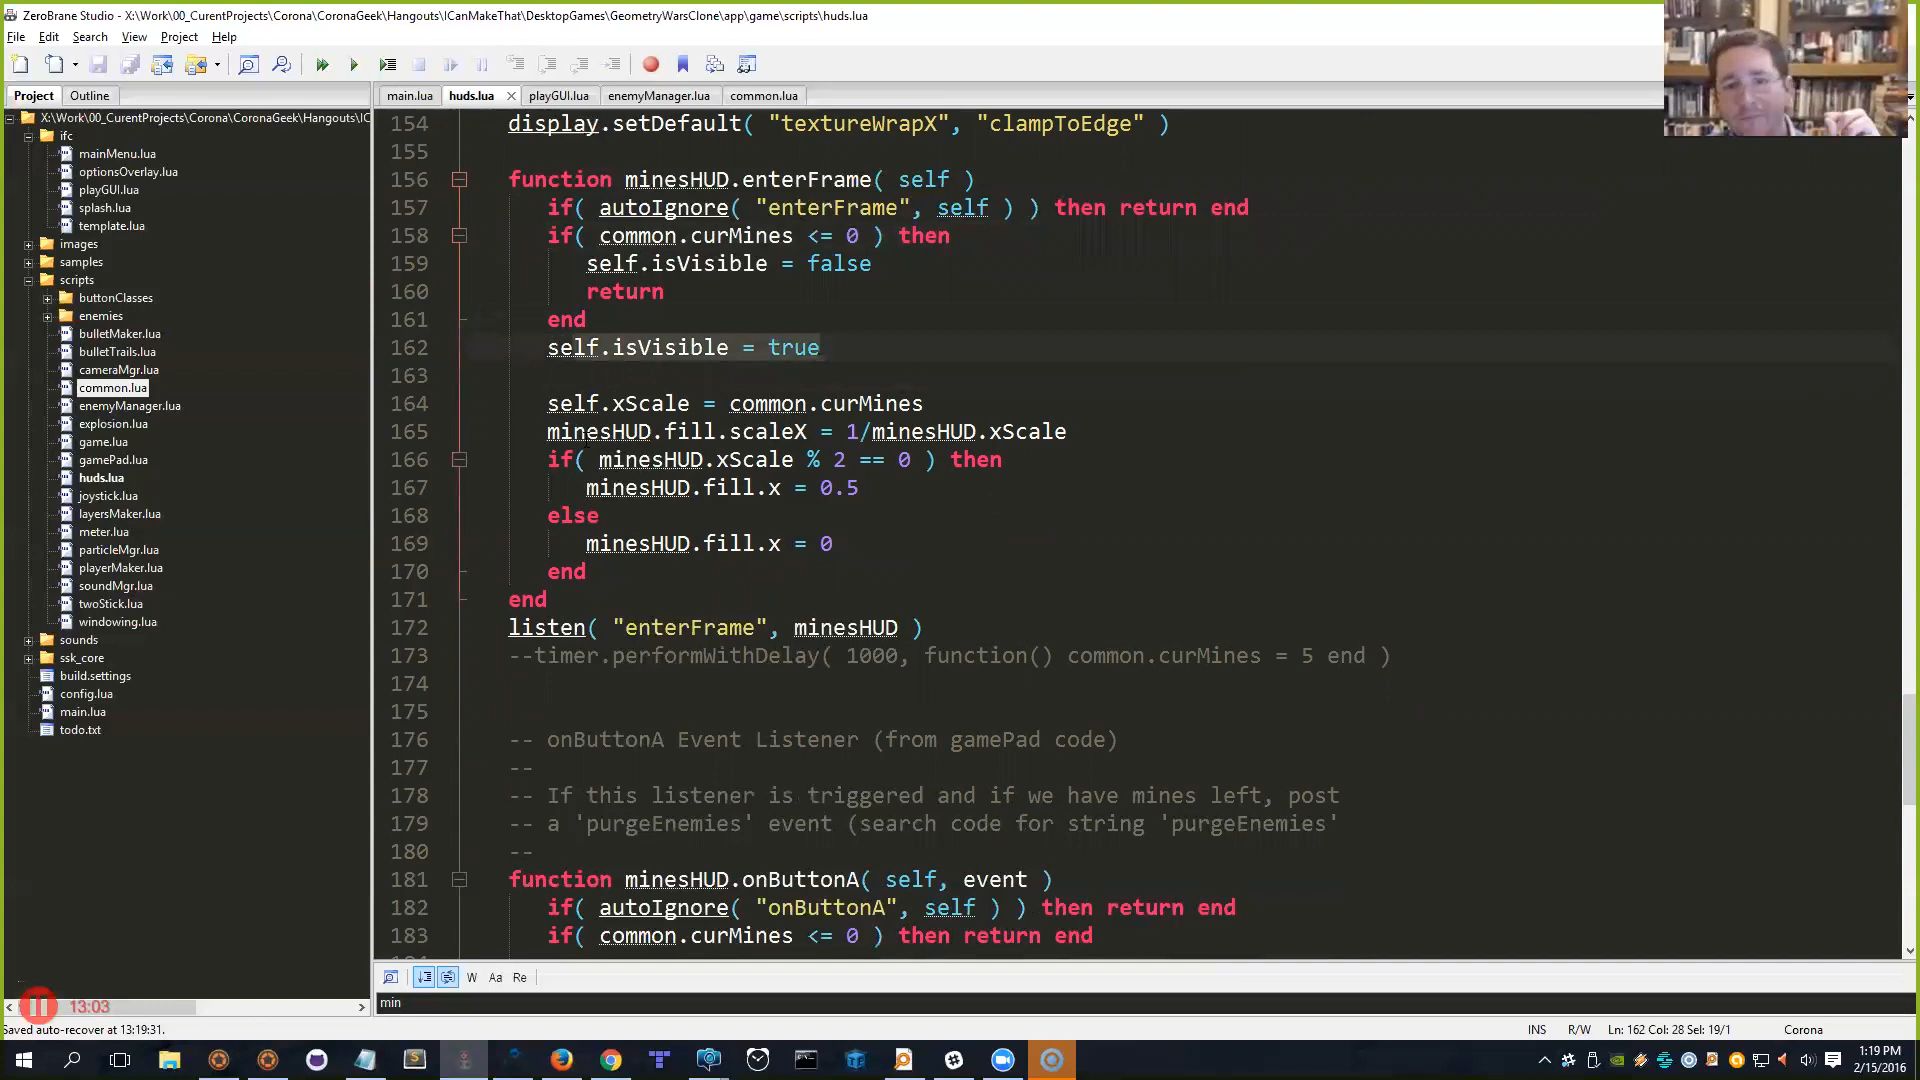 ZeroBrane Studio - X:\Work\00_CurentProjects\Corona\CoronaGeek\Hangouts\ICanMakeThat\DesktopGames\GeometryWarsClone\app\game\scripts\huds.lua
File Edit Search View Project Help
Project Outline
main.lua huds.lua playGUI.lua enemyManager.lua common.lua
X:\Work\00_CurentProjects\Corona\CoronaGeek\Hangouts\IC
ifc
mainMenu.lua
optionsOverlay.lua
playGUI.lua
splash.lua
template.lua
images
samples
scripts
buttonClasses
enemies
bulletMaker.lua
bulletTrails.lua
cameraMgr.lua
common.lua
enemyManager.lua
explosion.lua
game.lua
gamePad.lua
huds.lua
joystick.lua
layersMaker.lua
meter.lua
particleMgr.lua
playerMaker.lua
soundMgr.lua
twoStick.lua
windowing.lua
sounds
ssk_core
build.settings
config.lua
main.lua
todo.txt
154 display.setDefault( "textureWrapX", "clampToEdge" )
155
156 function minesHUD.enterFrame( self )
157 if( autoIgnore( "enterFrame", self ) ) then return end
158 if( common.curMines <= 0 ) then
159 self.isVisible = false
160 return
161 end
162 self.isVisible = true
163
164 self.xScale = common.curMines
165 minesHUD.fill.scaleX = 1/minesHUD.xScale
166 if( minesHUD.xScale % 2 == 0 ) then
167 minesHUD.fill.x = 0.5
168 else
169 minesHUD.fill.x = 0
170 end
171 end
172 listen( "enterFrame", minesHUD )
173 --timer.performWithDelay( 1000, function() common.curMines = 5 end )
174
175
176 -- onButtonA Event Listener (from gamePad code)
177 --
178 -- If this listener is triggered and if we have mines left, post
179 -- a 'purgeEnemies' event (search code for string 'purgeEnemies'
180 --
181 function minesHUD.onButtonA( self, event )
182 if( autoIgnore( "onButtonA", self ) ) then return end
183 if( common.curMines <= 0 ) then return end
W Aa Re
min
13:03
Saved auto-recover at 13:19:31.
INS R/W Ln: 162 Col: 28 Sel: 19/1 Corona
1:19 PM
2/15/2016